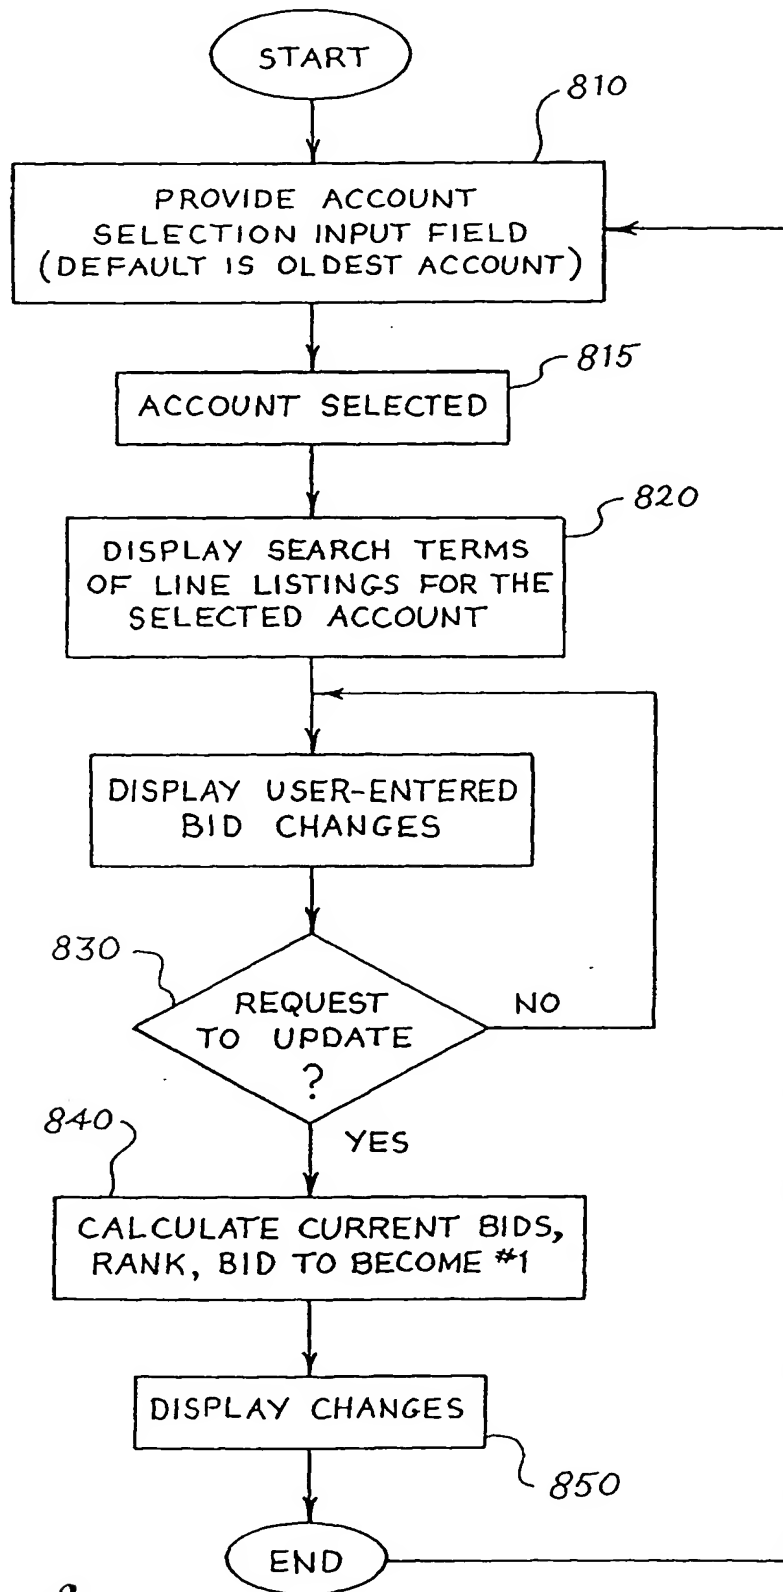 START
810
PROVIDE ACCOUNT
SELECTION INPUT FIELD
(DEFAULT IS OLDEST ACCOUNT)
815
ACCOUNT SELECTED
820
DISPLAY SEARCH TERMS
OF LINE LISTINGS FOR THE
SELECTED ACCOUNT
DISPLAY USER-ENTERED
BID CHANGES
830
REQUEST
TO UPDATE
?
NO
YES
840
CALCULATE CURRENT BIDS,
RANK, BID TO BECOME #1
DISPLAY CHANGES
850
END